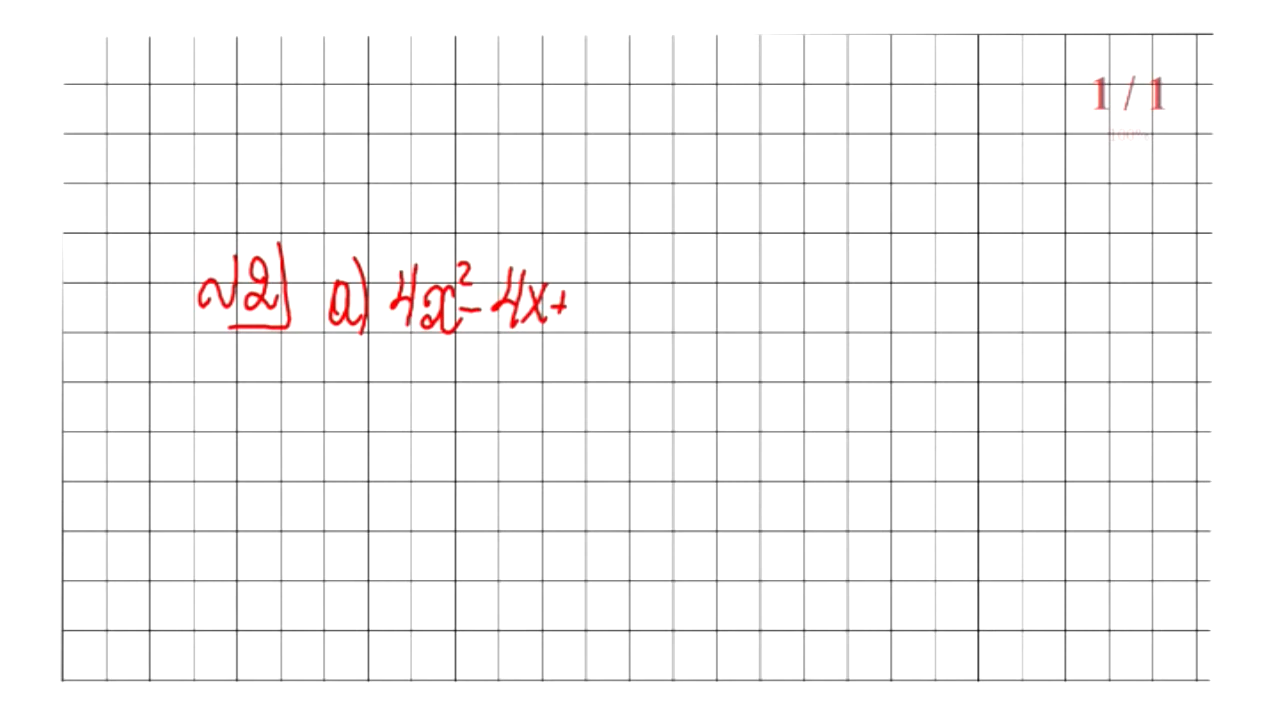 1 / 1
№2) а) 4x² - 4x +